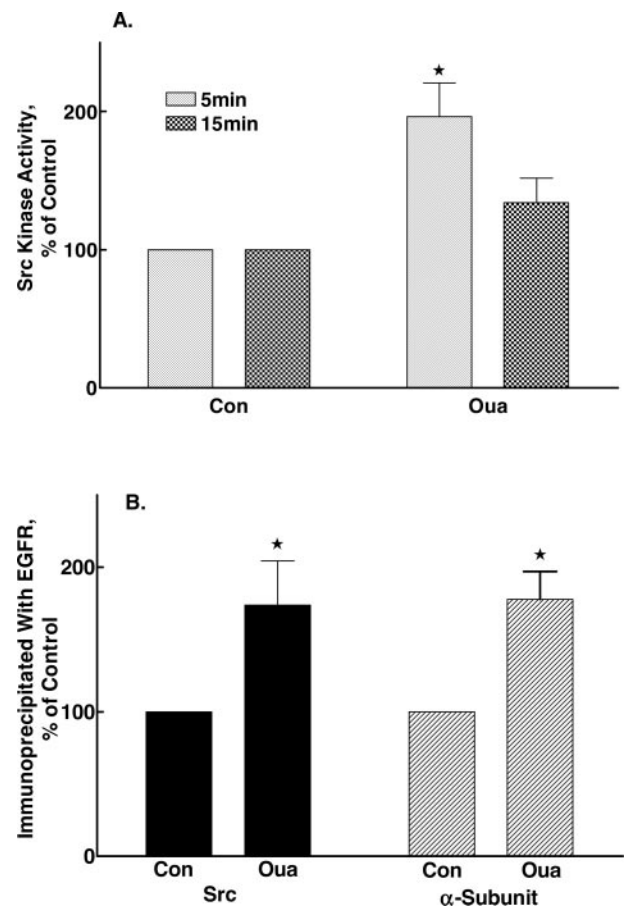 A.
Src Kinase Activity,
% of Control
200
100
0
5min
15min
★
Con Oua
B.
Immunoprecipitated With EGFR,
% of Control
200
100
0
★ ★
Con Oua Con Oua
Src α-Subunit